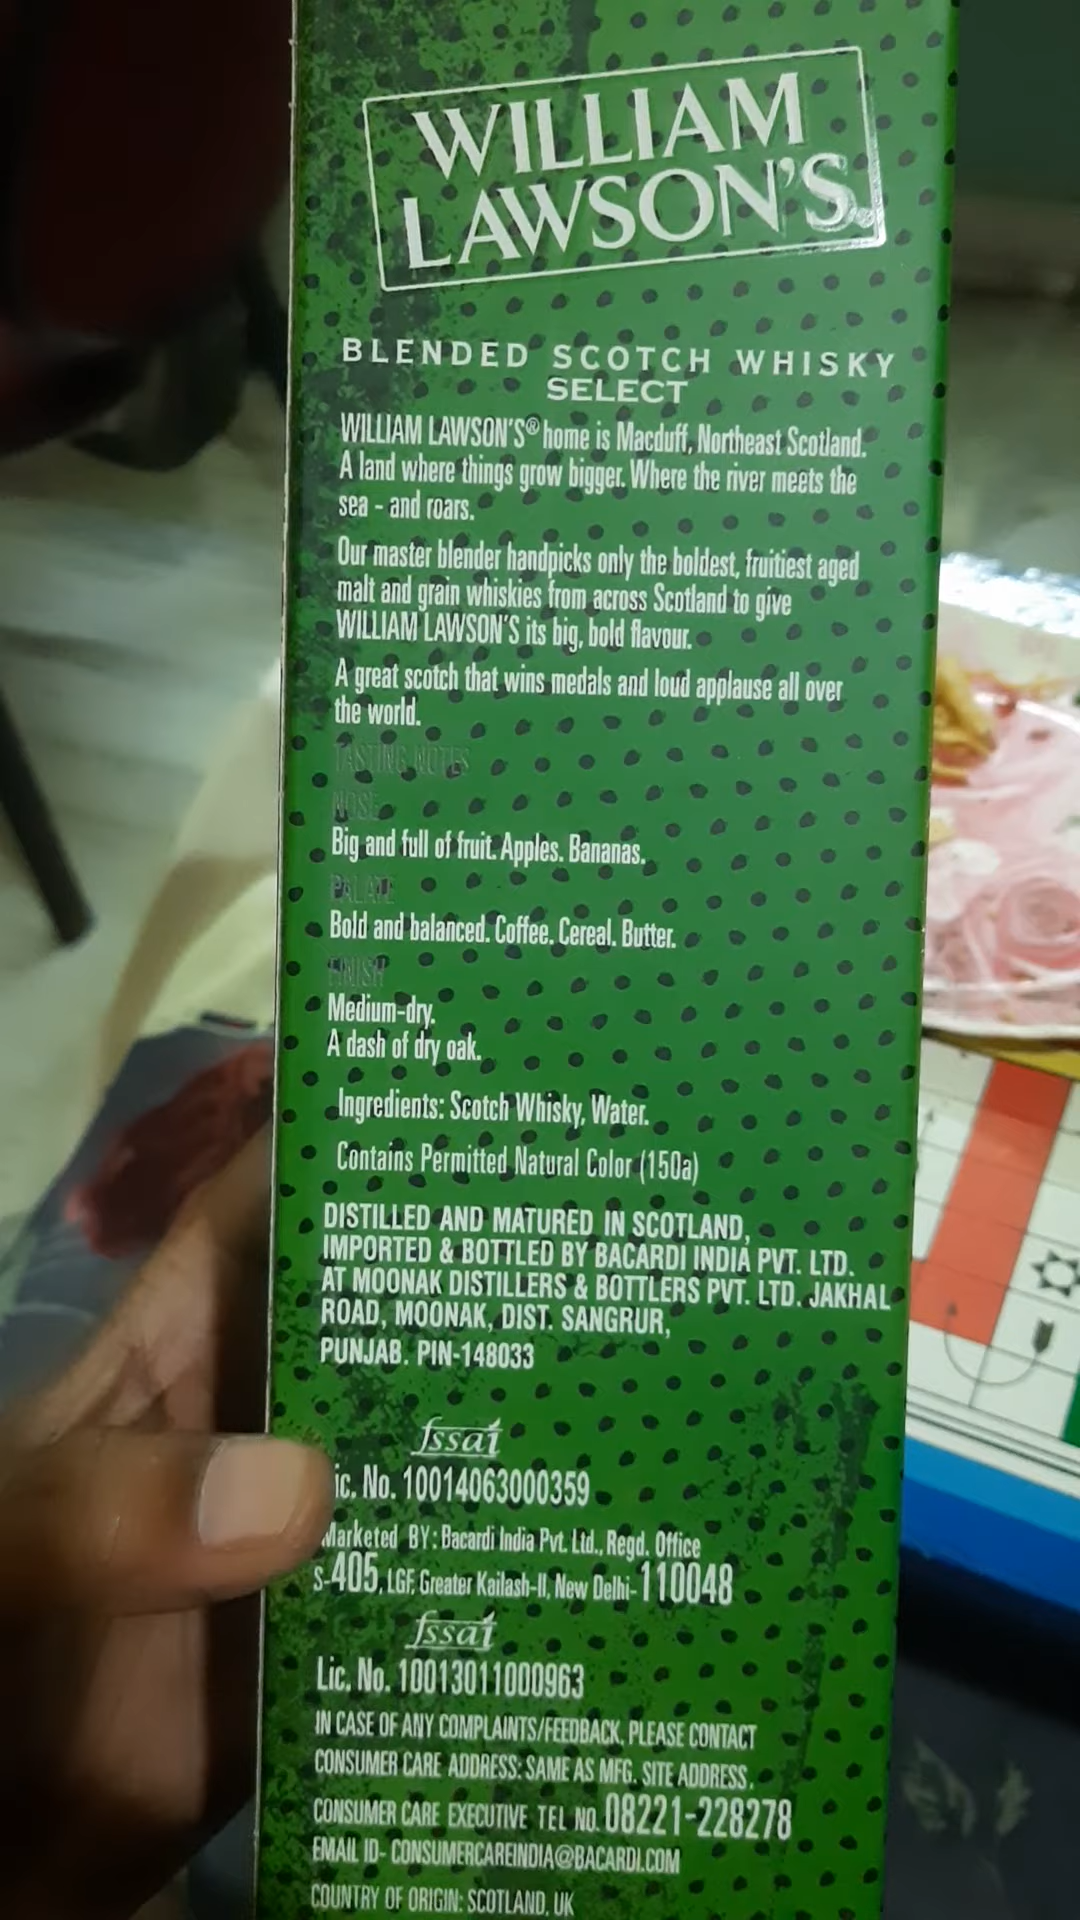 WILLIAM
LAWSON'S
BLENDED SCOTCH WHISKY
SELECT
WILLIAM LAWSON'S® home is Macduff, Northeast Scotland.
A land where things grow bigger. Where the river meets the
sea - and roars.
Our master blender handpicks only the boldest, fruitiest aged
malt and grain whiskies from across Scotland to give
WILLIAM LAWSON'S its big, bold flavour.
A great scotch that wins medals and loud applause all over
the world.
TASTING NOTES
NOSE
Big and full of fruit. Apples. Bananas.
PALATE
Bold and balanced. Coffee. Cereal. Butter.
FINISH
Medium-dry.
A dash of dry oak.
Ingredients: Scotch Whisky, Water.
Contains Permitted Natural Color (150a)
DISTILLED AND MATURED IN SCOTLAND,
IMPORTED & BOTTLED BY BACARDI INDIA PVT. LTD.
AT MOONAK DISTILLERS & BOTTLERS PVT. LTD. JAKHAL
ROAD, MOONAK, DIST. SANGRUR,
PUNJAB. PIN-148033
fssai
ic. No. 10014063000359
Marketed BY: Bacardi India Pvt. Ltd., Regd. Office
S-405, LGF, Greater Kailash-II, New Delhi-110048
fssai
Lic. No. 10013011000963
IN CASE OF ANY COMPLAINTS/FEEDBACK, PLEASE CONTACT
CONSUMER CARE ADDRESS: SAME AS MFG. SITE ADDRESS.
CONSUMER CARE EXECUTIVE TEL NO. 08221-228278
EMAIL ID- CONSUMERCAREINDIA@BACARDI.COM
COUNTRY OF ORIGIN: SCOTLAND, UK